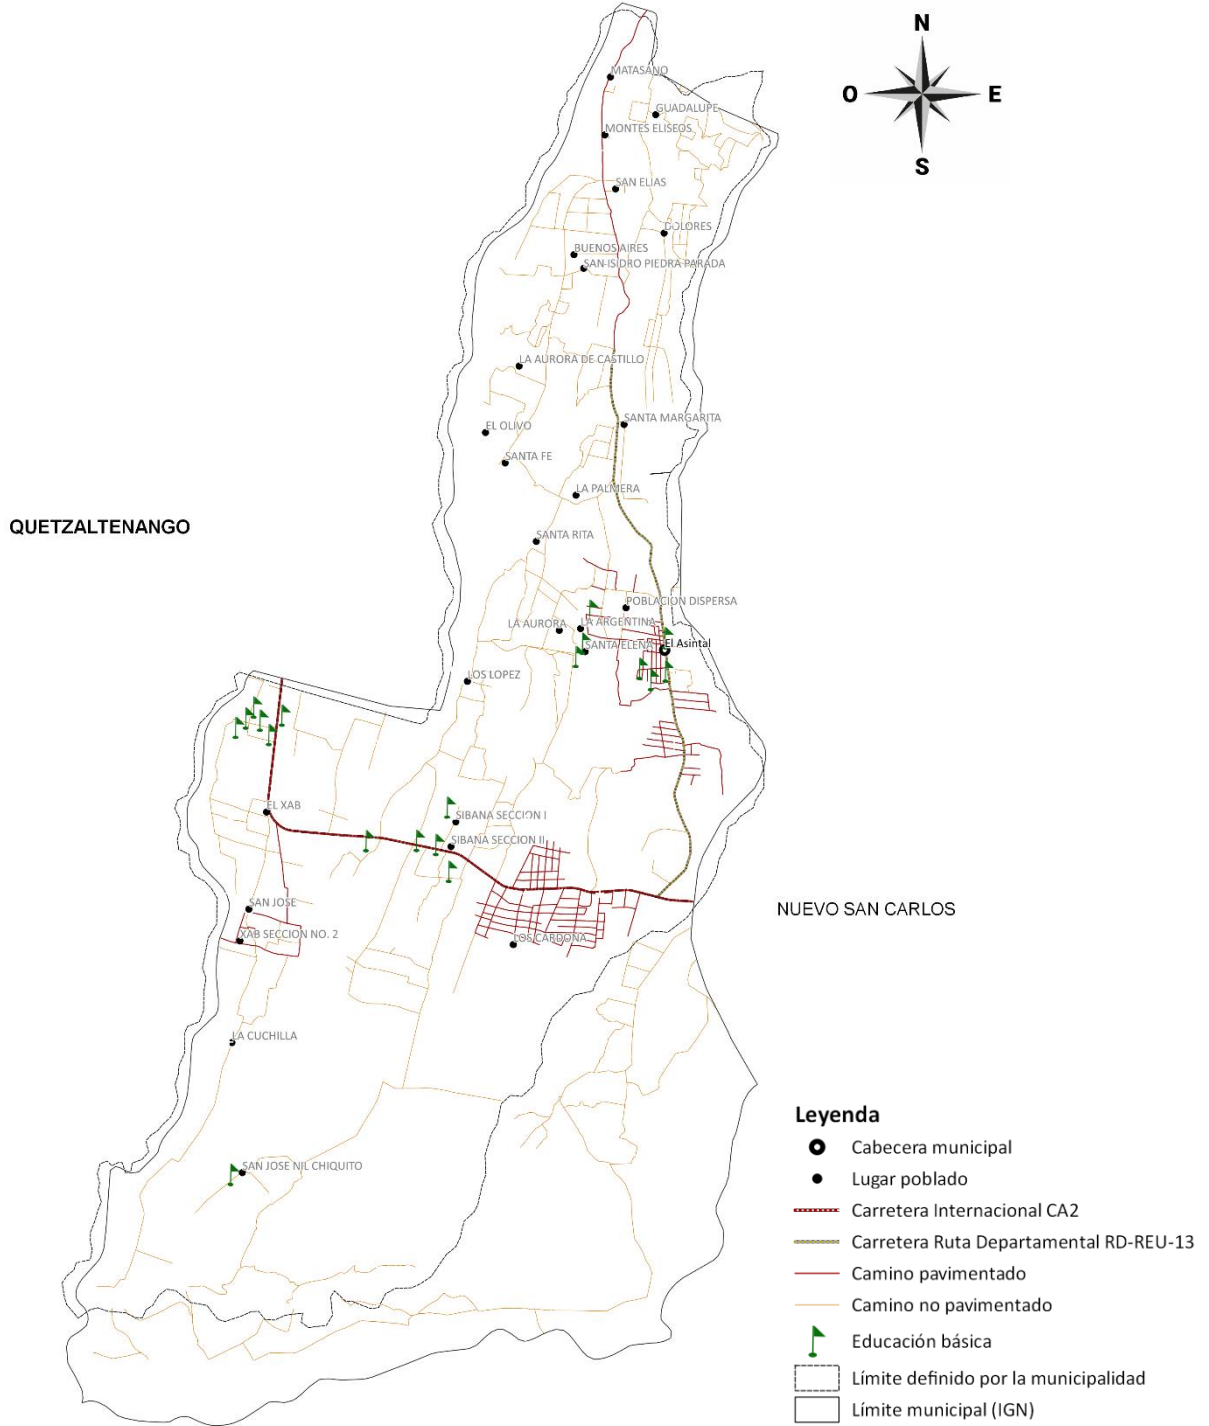 N
O
E
S
MATASANO
GUADALUPE
MONTES ELISEOS
SAN ELIAS
DOLORES
BUENOS AIRES
SAN ISIDRO PIEDRA PARADA
LA AURORA DE CASTILLO
SANTA MARGARITA
EL OLIVO
SANTA FE
LA PALMERA
QUETZALTENANGO
SANTA RITA
POBLACION DISPERSA
LA AURORA
LA ARGENTINA
SANTA ELENA
El Asintal
LOS LOPEZ
EL XAB
SIBANA SECCION I
SIBANA SECCION II
SAN JOSE
NUEVO SAN CARLOS
XAB SECCION NO. 2
LOS CARDONA
LA CUCHILLA
SAN JOSE NIL CHIQUITO
Leyenda
Cabecera municipal
Lugar poblado
Carretera Internacional CA2
Carretera Ruta Departamental RD-REU-13
Camino pavimentado
Camino no pavimentado
Educación básica
Límite definido por la municipalidad
Límite municipal (IGN)